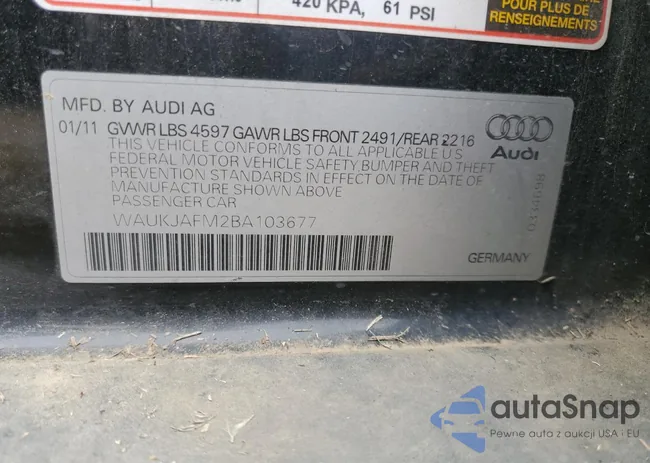 420 KPA, 61 PSI
POUR PLUS DE
RENSEIGNEMENTS
MFD. BY AUDI AG
01/11 GVWR LBS 4597 GAWR LBS FRONT 2491/REAR 2216
THIS VEHICLE CONFORMS TO ALL APPLICABLE U.S
FEDERAL MOTOR VEHICLE SAFETY BUMPER AND THEFT
PREVENTION STANDARDS IN EFFECT ON THE DATE OF
MANUFACTURE SHOWN ABOVE
PASSENGER CAR
WAUKJAFM2BA103677
Audi
GERMANY
autoSnap
Pewne auta z aukcji USA i EU